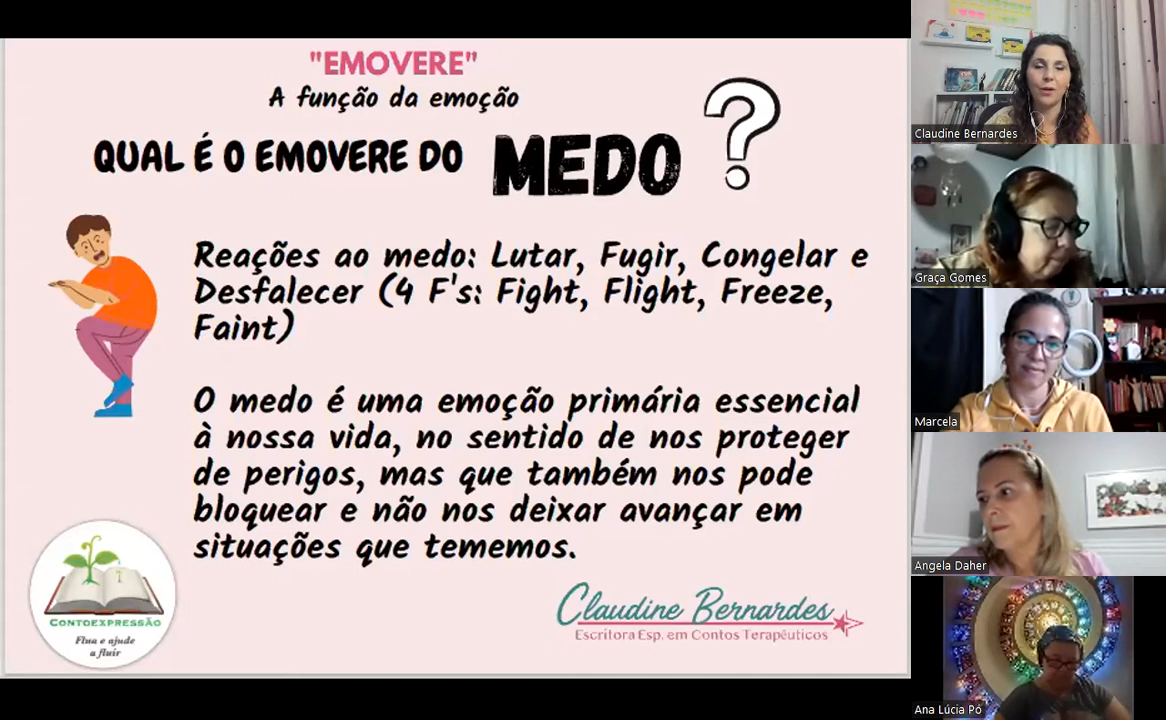 "EMOVERE"
A função da emoção
QUAL É O EMOVERE DO MEDO ?
Reações ao medo: Lutar, Fugir, Congelar e
Desfalecer (4 F's: Fight, Flight, Freeze,
Faint)
O medo é uma emoção primária essencial
à nossa vida, no sentido de nos proteger
de perigos, mas que também nos pode
bloquear e não nos deixar avançar em
situações que tememos.
CONTOEXPRESSÃO
Flua e ajude
a fluir
Claudine Bernardes
Escritora Esp. em Contos Terapêuticos
Claudine Bernardes
Graça Gomes
Marcela
Angela Daher
Ana Lúcia Pó